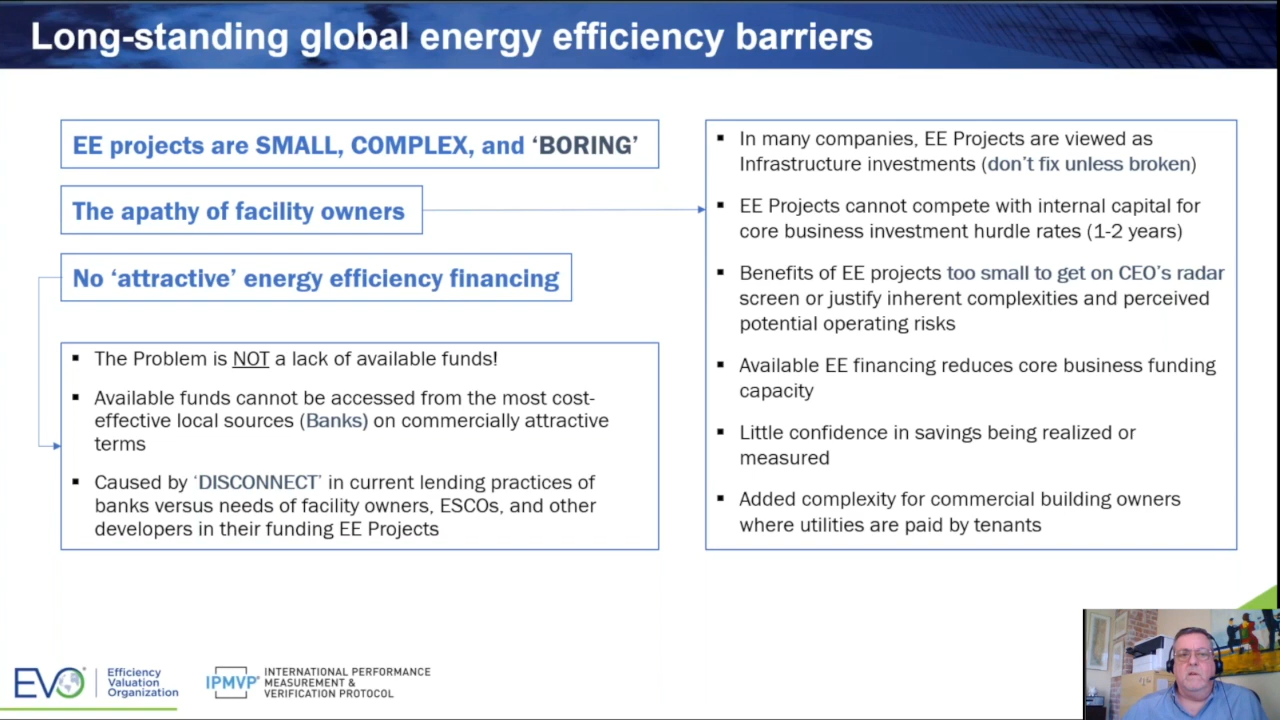 Long-standing global energy efficiency barriers
EE projects are SMALL, COMPLEX, and ‘BORING’
The apathy of facility owners
No ‘attractive’ energy efficiency financing
▪ The Problem is NOT a lack of available funds!
▪ Available funds cannot be accessed from the most cost-
effective local sources (Banks) on commercially attractive
terms
▪ Caused by ‘DISCONNECT’ in current lending practices of
banks versus needs of facility owners, ESCOs, and other
developers in their funding EE Projects
▪ In many companies, EE Projects are viewed as
Infrastructure investments (don’t fix unless broken)
▪ EE Projects cannot compete with internal capital for
core business investment hurdle rates (1-2 years)
▪ Benefits of EE projects too small to get on CEO’s radar
screen or justify inherent complexities and perceived
potential operating risks
▪ Available EE financing reduces core business funding
capacity
▪ Little confidence in savings being realized or
measured
▪ Added complexity for commercial building owners
where utilities are paid by tenants
EVO®
Efficiency
Valuation
Organization
IPMVP®
INTERNATIONAL PERFORMANCE
MEASUREMENT &
VERIFICATION PROTOCOL